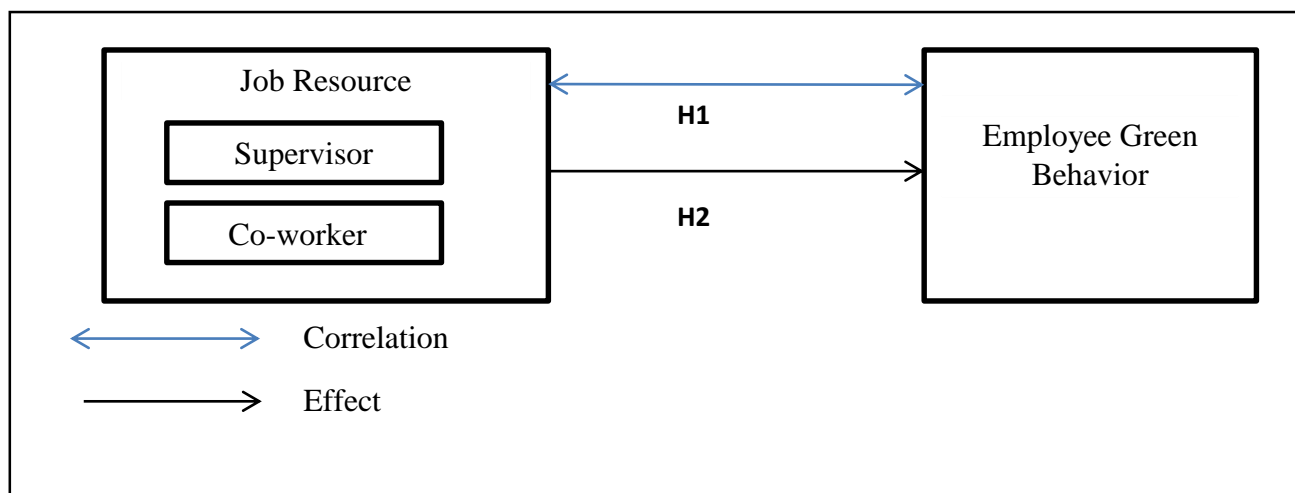 Job Resource
Supervisor
Co-worker
H1
H2
Employee Green
Behavior
Correlation
Effect